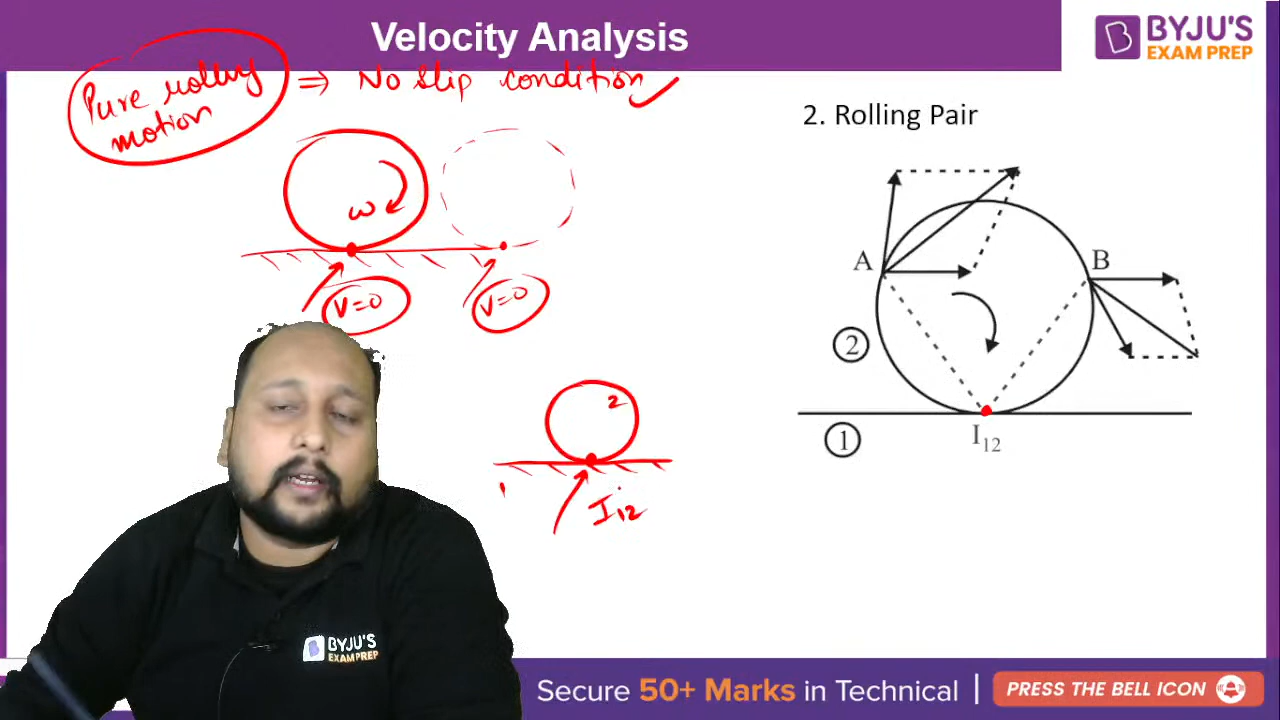 Velocity Analysis
BYJU'S
EXAM PREP
Pure rolling
motion
⇒ No slip condition ✓
2. Rolling Pair
ω
V=0
V=0
A
B
2
1
I12
2
1
I12
BYJU'S
EXAM PREP
Secure 50+ Marks in Technical | PRESS THE BELL ICON